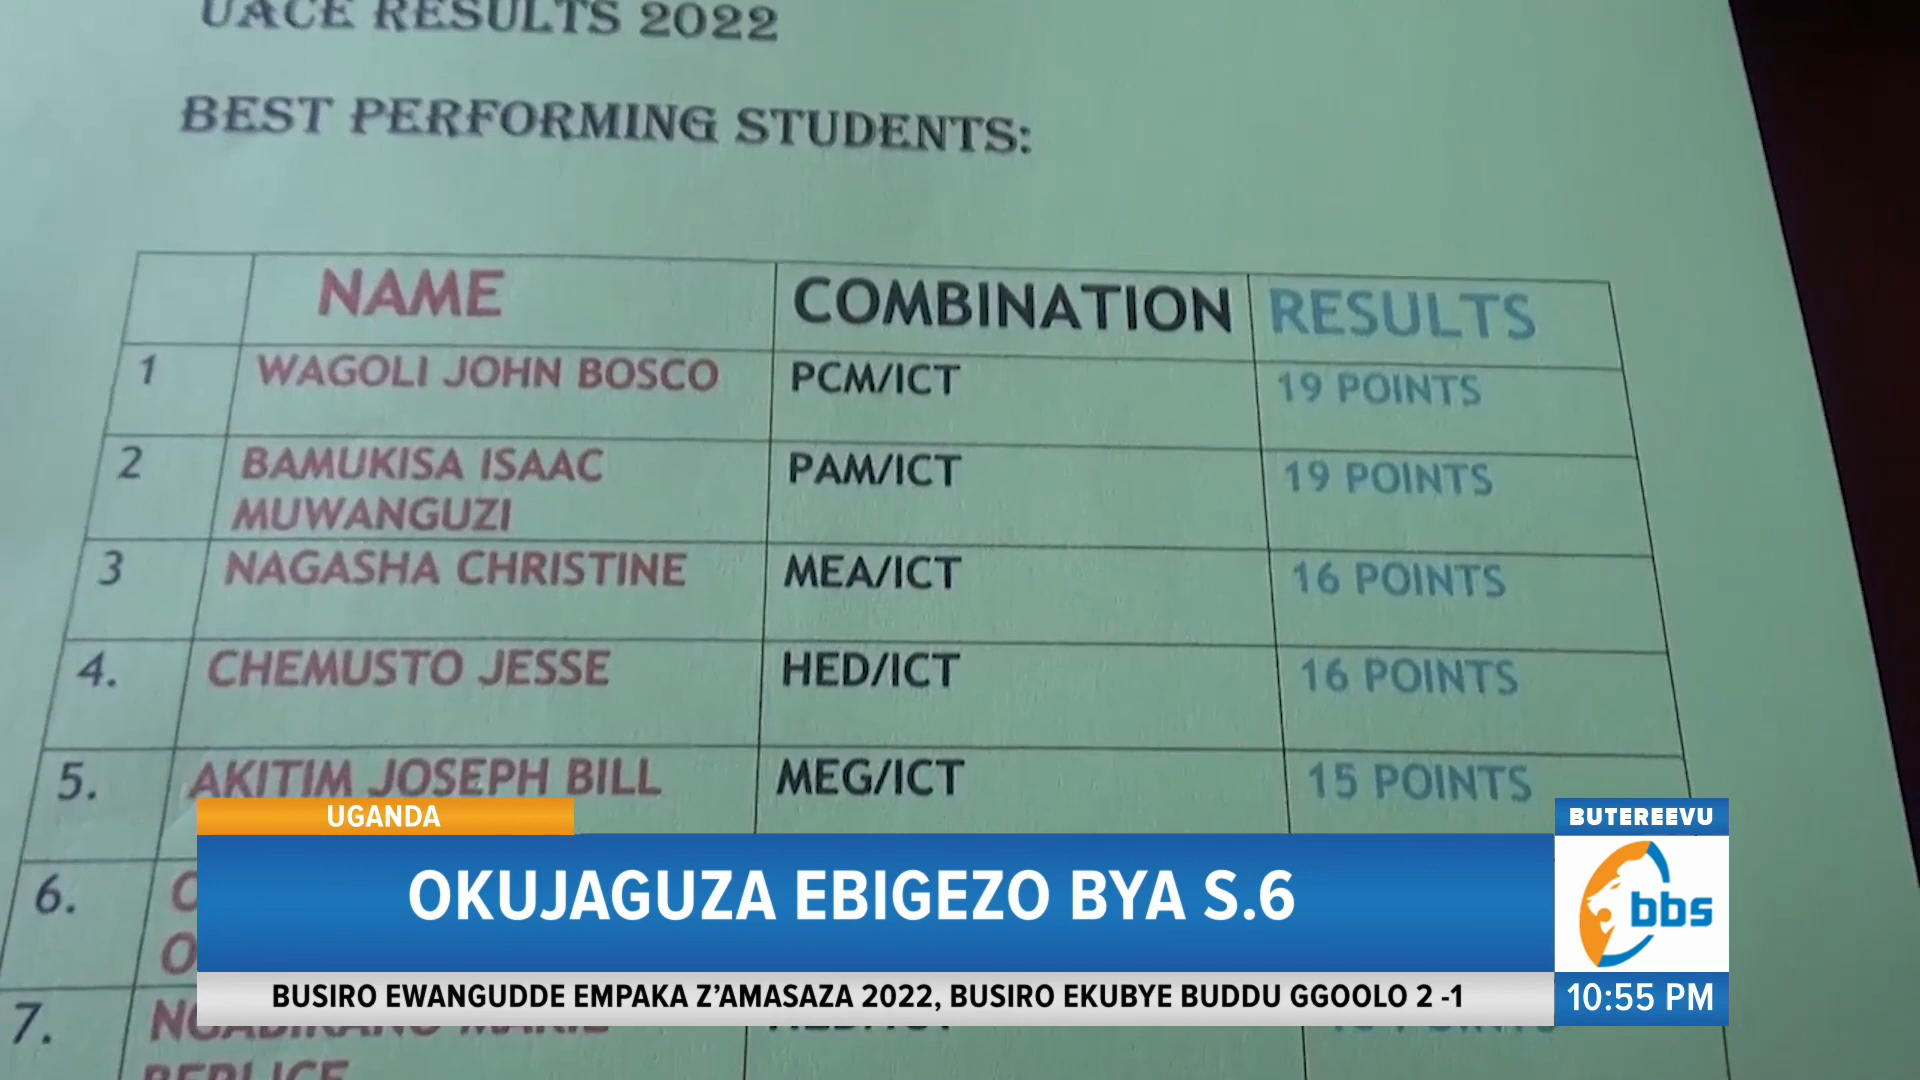 UACE RESULTS 2022
BEST PERFORMING STUDENTS:
NAME COMBINATION RESULTS
1 WAGOLI JOHN BOSCO PCM/ICT 19 POINTS
2 BAMUKISA ISAAC PAM/ICT 19 POINTS
MUWANGUZI
3 NAGASHA CHRISTINE MEA/ICT 16 POINTS
4. CHEMUSTO JESSE HED/ICT 16 POINTS
5. AKITIM JOSEPH BILL MEG/ICT 15 POINTS
6.
7.
UGANDA
OKUJAGUZA EBIGEZO BYA S.6
BUSIRO EWANGUDDE EMPAKA Z’AMASAZA 2022, BUSIRO EKUBYE BUDDU GGOOLO 2 -1
BUTEREEVU
bbs
10:55 PM